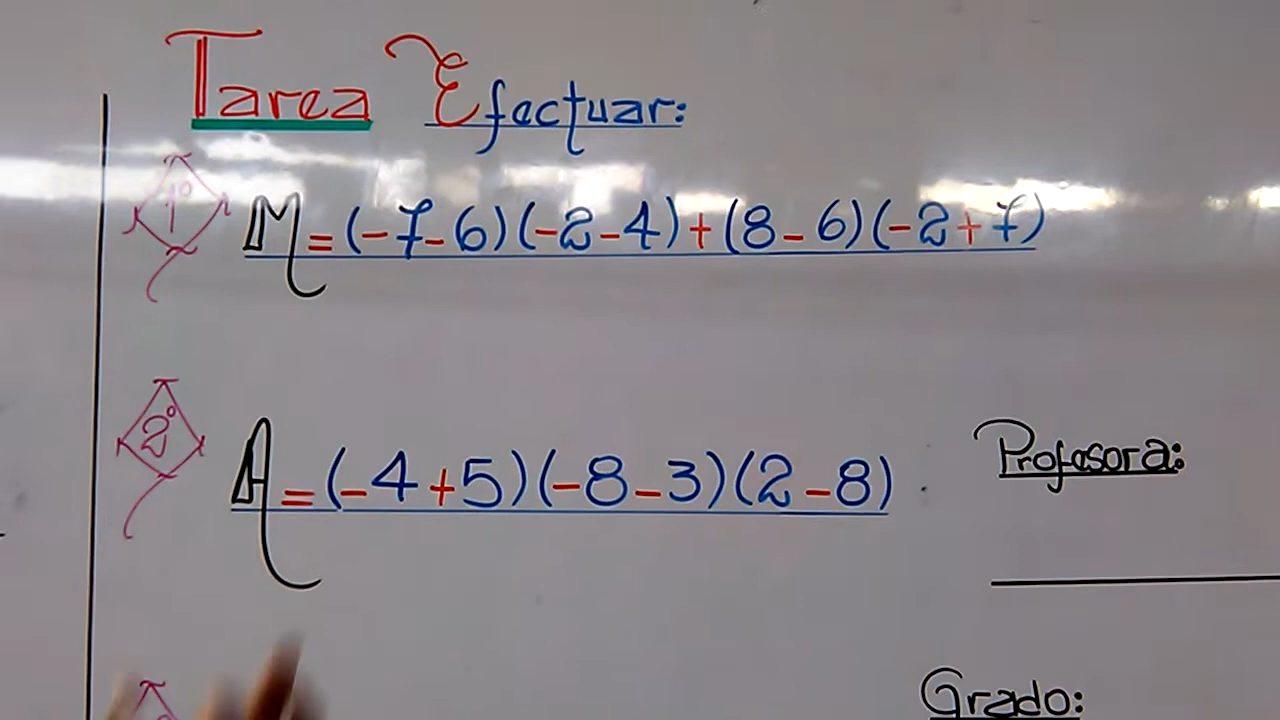 Tarea Efectuar:
1° M = (-7-6)(-2-4)+(8-6)(-2+7)
2° A = (-4+5)(-8-3)(2-8)
Profesora:
Grado: